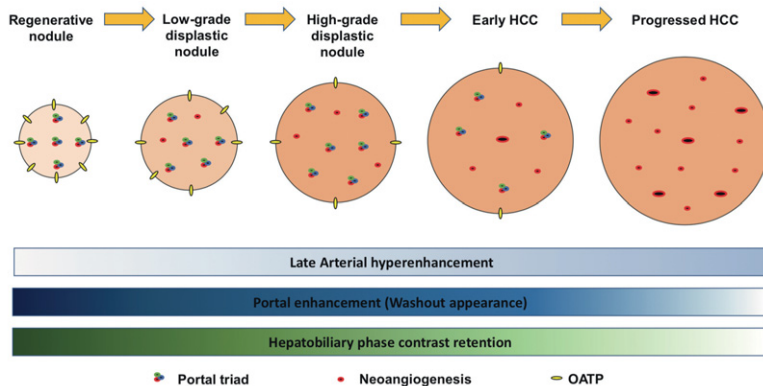 Regenerative
nodule
Low-grade
displastic
nodule
High-grade
displastic
nodule
Early HCC
Progressed HCC
Late Arterial hyperenhancement
Portal enhancement (Washout appearance)
Hepatobiliary phase contrast retention
Portal triad
Neoangiogenesis
OATP